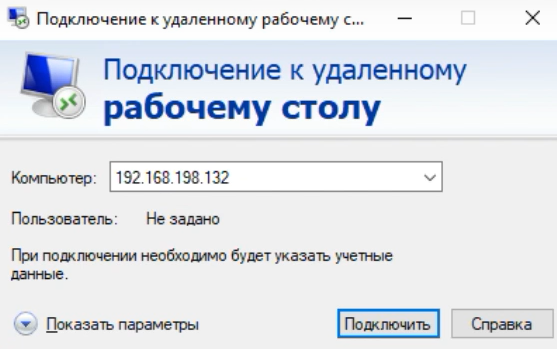 Подключение к удаленному рабочему с...
Подключение к удаленному
рабочему столу
Компьютер: 192.168.198.132
Пользователь: Не задано
При подключении необходимо будет указать учетные
данные.
Показать параметры Подключить Справка